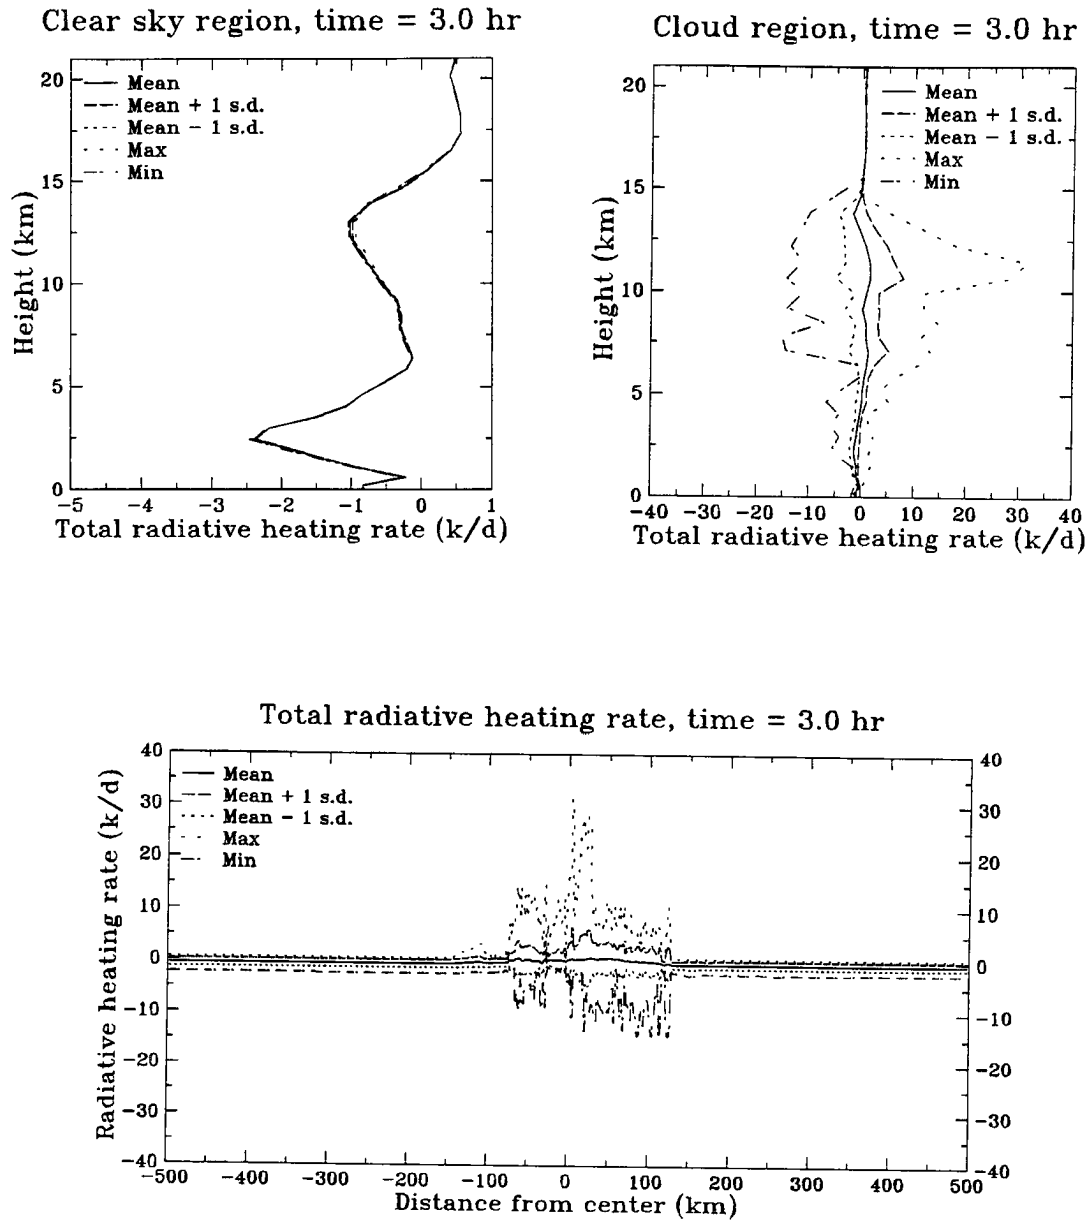 Clear sky region, time = 3.0 hr
20
15
10
5
0
Height (km)
Mean
Mean + 1 s.d.
Mean − 1 s.d.
Max
Min
−5 −4 −3 −2 −1 0 1
Total radiative heating rate (k/d)
Cloud region, time = 3.0 hr
20
15
10
5
0
Height (km)
Mean
Mean + 1 s.d.
Mean − 1 s.d.
Max
Min
−40 −30 −20 −10 0 10 20 30 40
Total radiative heating rate (k/d)
Total radiative heating rate, time = 3.0 hr
40
30
20
10
0
−10
−20
−30
−40
Radiative heating rate (k/d)
Mean
Mean + 1 s.d.
Mean − 1 s.d.
Max
Min
40
30
20
10
0
−10
−20
−30
−40
−500 −400 −300 −200 −100 0 100 200 300 400 500
Distance from center (km)